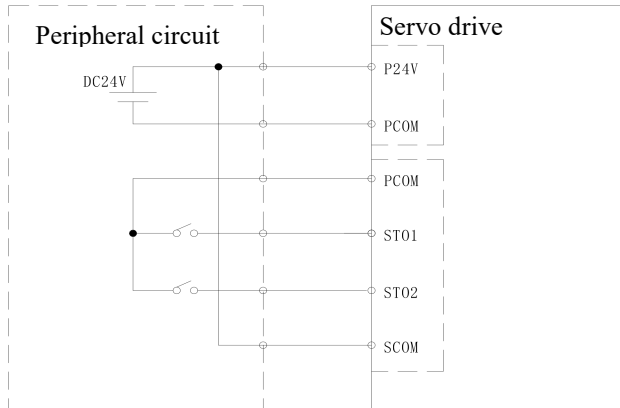 Peripheral circuit
Servo drive
DC24V
P24V
PCOM
PCOM
STO1
STO2
SCOM